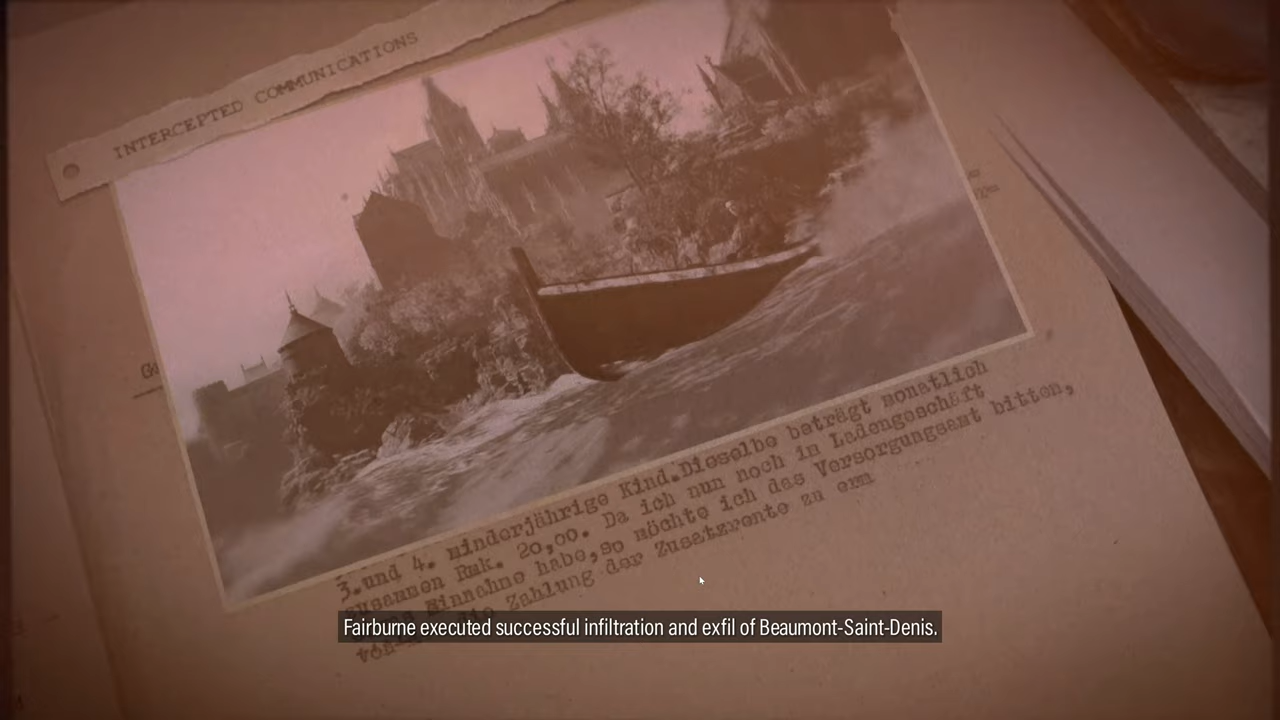 INTERCEPTED COMMUNICATIONS
3.und 4. minderjährige Kind.Dieselbe beträgt monatlich
zusammen Rmk. 20,00. Da ich nun noch in Ladengeschäft
Einnahne habe,so möchte ich das Versorgungsamt bitten,
die Zahlung der Zusatzrente zu
Fairburne executed successful infiltration and exfil of Beaumont-Saint-Denis.